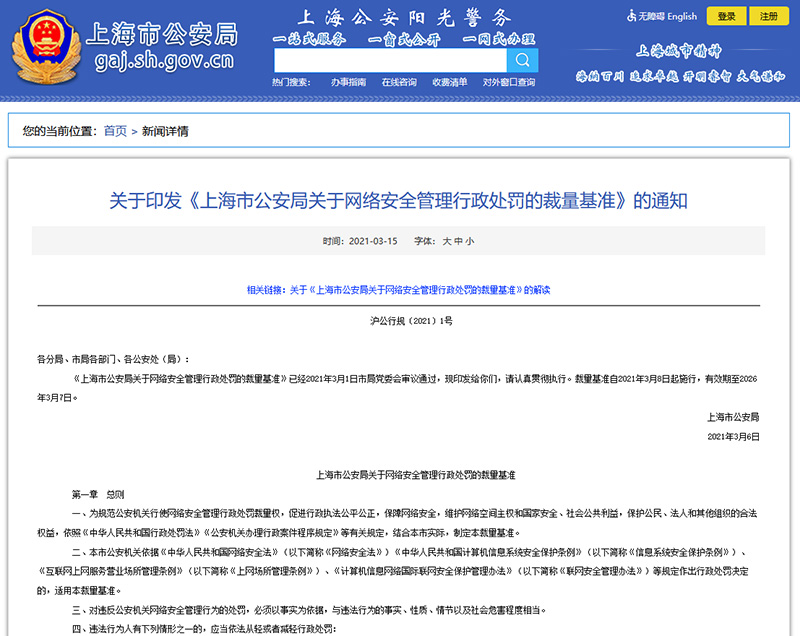 上海市公安局
gaj.sh.gov.cn
上海公安阳光警务
一站式服务 一窗式公开 一网式办理
热门搜索： 办事指南 在线咨询 收费清单 对外窗口查询
无障碍 English 登录 注册
上海城市精神
海纳百川 追求卓越 开明睿智 大气谦和
您的当前位置：首页 > 新闻详情
关于印发《上海市公安局关于网络安全管理行政处罚的裁量基准》的通知
时间：2021-03-15 字体：大 中 小
相关链接：关于《上海市公安局关于网络安全管理行政处罚的裁量基准》的解读
沪公行规（2021）1号
各分局、市局各部门、各公安处（局）：
《上海市公安局关于网络安全管理行政处罚的裁量基准》已经2021年3月1日市局党委会审议通过，现印发给你们，请认真贯彻执行。裁量基准自2021年3月8日起施行，有效期至2026
年3月7日。
上海市公安局
2021年3月6日
上海市公安局关于网络安全管理行政处罚的裁量基准
第一章 总则
一、为规范公安机关行使网络安全管理行政处罚裁量权，促进行政执法公平公正，保障网络安全，维护网络空间主权和国家安全、社会公共利益，保护公民、法人和其他组织的合法
权益，依照《中华人民共和国行政处罚法》《公安机关办理行政案件程序规定》等有关规定，结合本市实际，制定本裁量基准。
二、本市公安机关依据《中华人民共和国网络安全法》（以下简称《网络安全法》）《中华人民共和国计算机信息系统安全保护条例》（以下简称《信息系统安全保护条例》）、
《互联网上网服务营业场所管理条例》（以下简称《上网场所管理条例》）、《计算机信息网络国际联网安全保护管理办法》（以下简称《联网安全管理办法》）等规定作出行政处罚决定
的，适用本裁量基准。
三、对违反公安机关网络安全管理行为的处罚，必须以事实为依据，与违法行为的事实、性质、情节以及社会危害程度相当。
四、违法行为人有下列情形之一的，应当依法从轻或者减轻行政处罚：